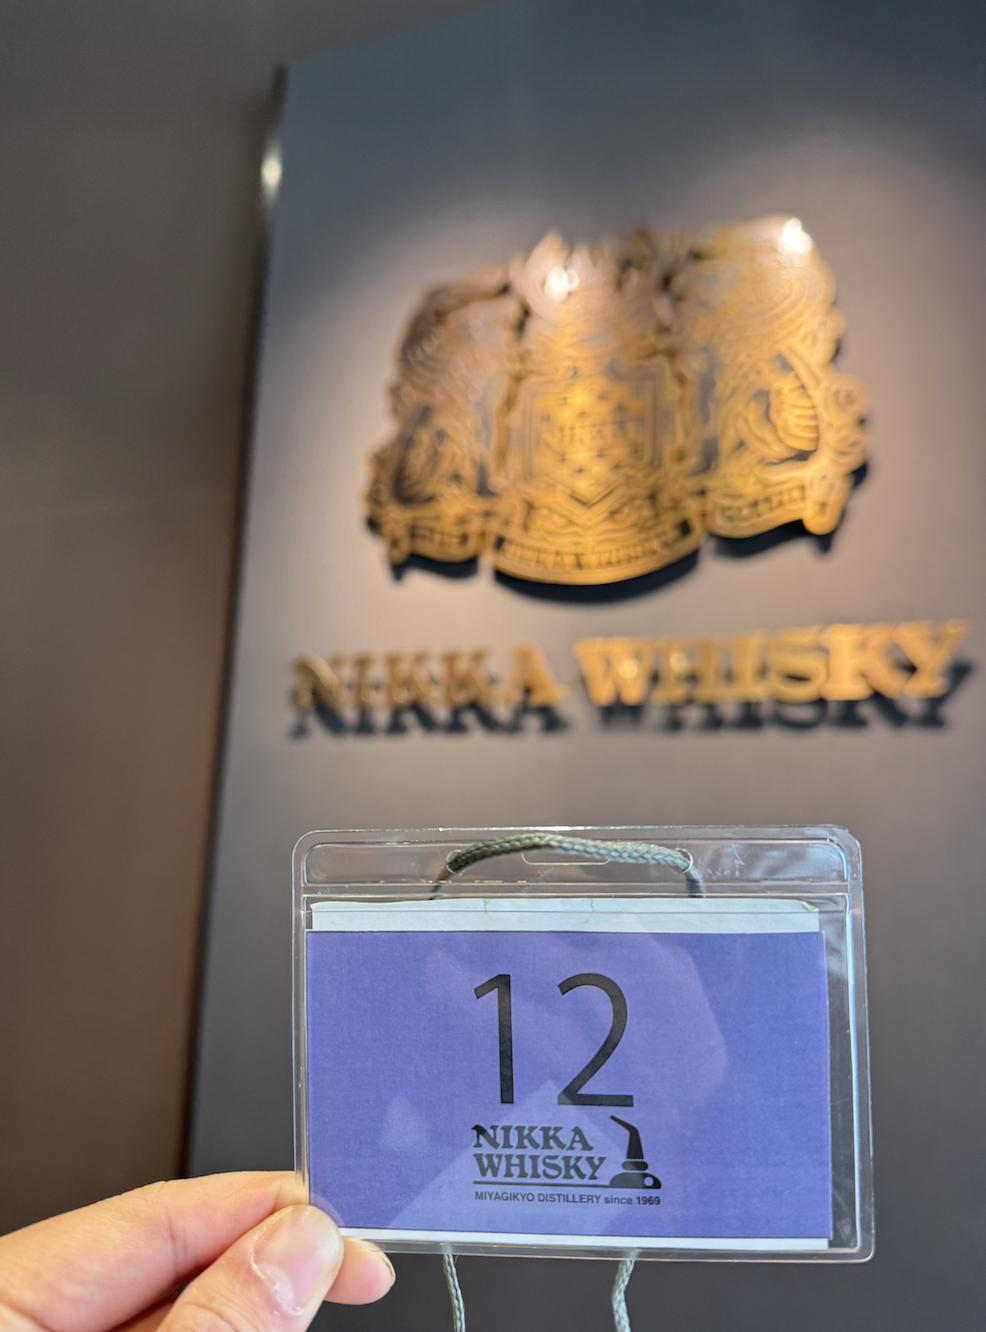 NIKKA WHISKY
12
NIKKA
WHISKY
MIYAGIKYO DISTILLERY since 1969